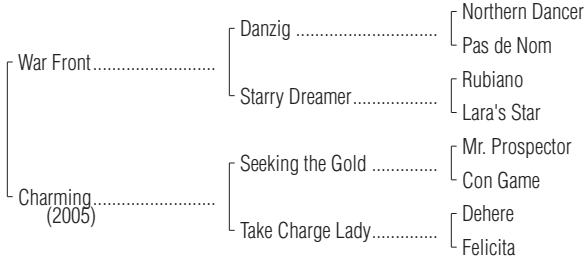 Northern Dancer
Danzig ..............................
Pas de Nom
War Front..........................
Rubiano
Starry Dreamer..................
Lara's Star
Mr. Prospector
Seeking the Gold ..............
Con Game
Charming..........................
(2005)
Dehere
Take Charge Lady..............
Felicita